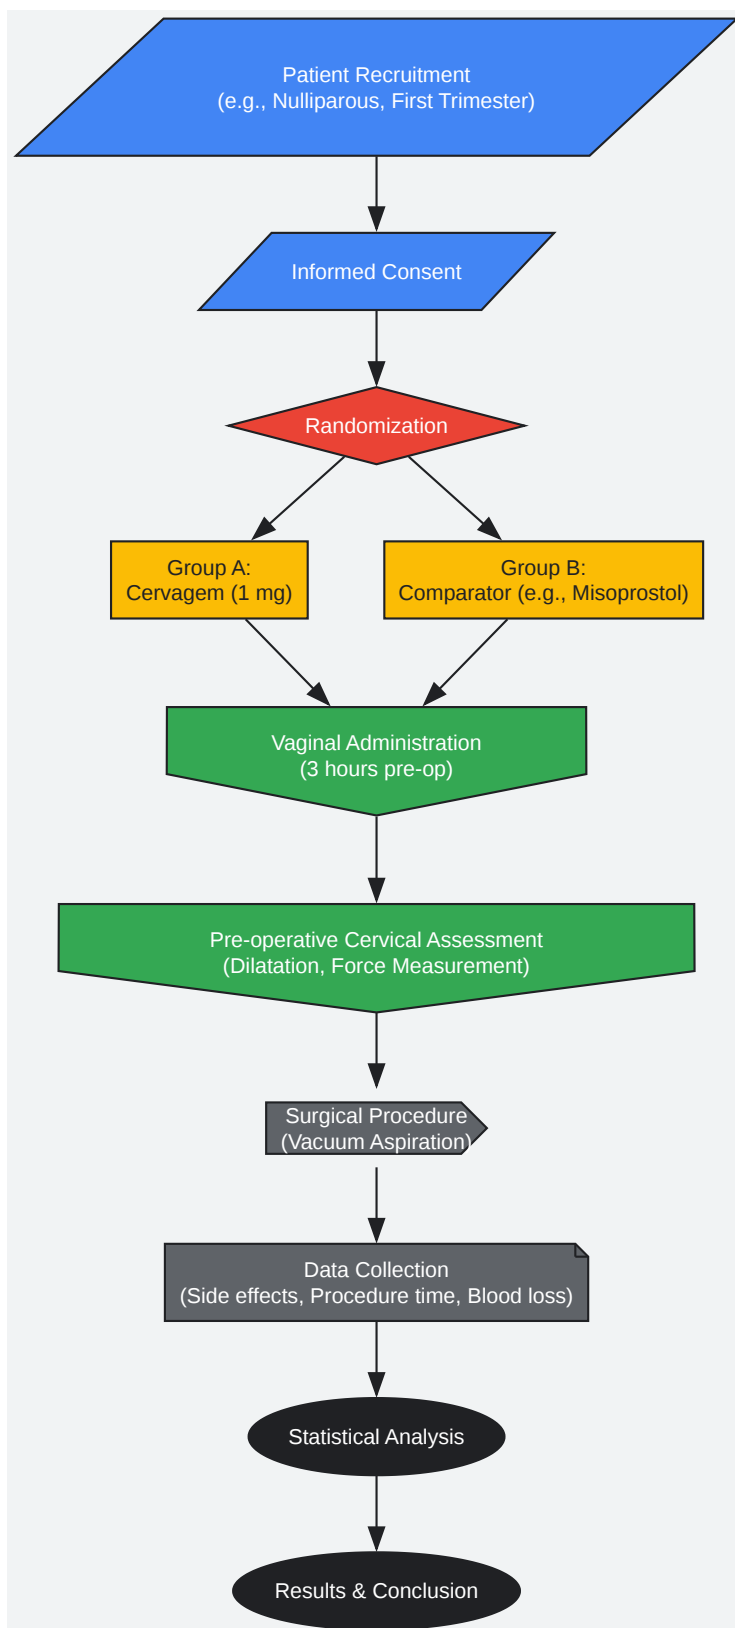 Patient Recruitment
(e.g., Nulliparous, First Trimester)
Informed Consent
Randomization
Group A:
Cervagem (1 mg)
Group B:
Comparator (e.g., Misoprostol)
Vaginal Administration
(3 hours pre-op)
Pre-operative Cervical Assessment
(Dilatation, Force Measurement)
Surgical Procedure
(Vacuum Aspiration)
Data Collection
(Side effects, Procedure time, Blood loss)
Statistical Analysis
Results & Conclusion